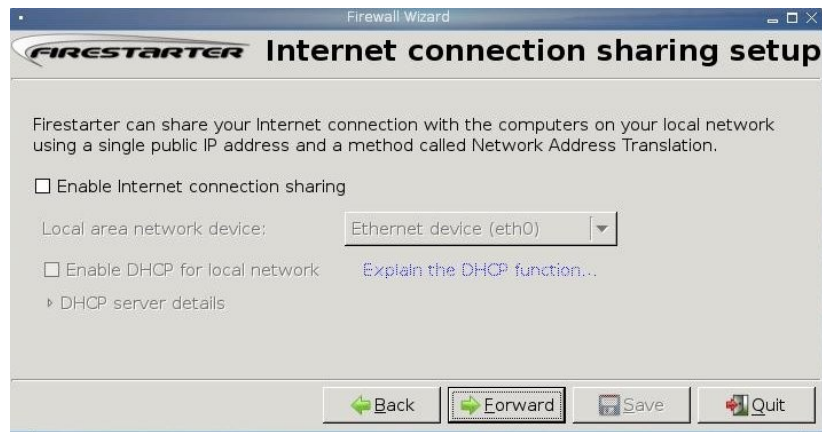 Firewall Wizard
FIRESTARTER Internet connection sharing setup
Firestarter can share your Internet connection with the computers on your local network
using a single public IP address and a method called Network Address Translation.
Enable Internet connection sharing
Local area network device: Ethernet device (eth0)
Enable DHCP for local network Explain the DHCP function...
DHCP server details
Back Forward Save Quit